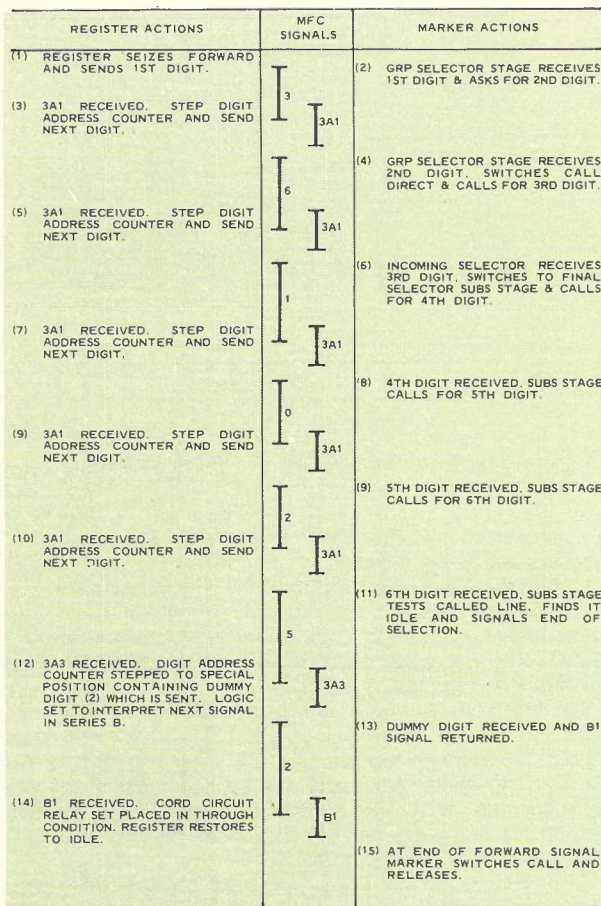 REGISTER ACTIONS
MFC
SIGNALS
MARKER ACTIONS
(1) REGISTER SEIZES FORWARD
AND SENDS 1ST DIGIT.
3
(2) GRP SELECTOR STAGE RECEIVES
1ST DIGIT & ASKS FOR 2ND DIGIT.
(3) 3A1 RECEIVED. STEP DIGIT
ADDRESS COUNTER AND SEND
NEXT DIGIT.
3A1
(4) GRP SELECTOR STAGE RECEIVES
2ND DIGIT, SWITCHES CALL
DIRECT & CALLS FOR 3RD DIGIT.
6
(5) 3A1 RECEIVED. STEP DIGIT
ADDRESS COUNTER AND SEND
NEXT DIGIT.
3A1
(6) INCOMING SELECTOR RECEIVES
3RD DIGIT, SWITCHES TO FINAL
SELECTOR SUBS STAGE & CALLS
FOR 4TH DIGIT.
1
(7) 3A1 RECEIVED. STEP DIGIT
ADDRESS COUNTER AND SEND
NEXT DIGIT.
3A1
(8) 4TH DIGIT RECEIVED, SUBS STAGE
CALLS FOR 5TH DIGIT.
0
(9) 3A1 RECEIVED. STEP DIGIT
ADDRESS COUNTER AND SEND
NEXT DIGIT.
3A1
(9) 5TH DIGIT RECEIVED, SUBS STAGE
CALLS FOR 6TH DIGIT.
2
(10) 3A1 RECEIVED. STEP DIGIT
ADDRESS COUNTER AND SEND
NEXT DIGIT.
3A1
(11) 6TH DIGIT RECEIVED, SUBS STAGE
TESTS CALLED LINE, FINDS IT
IDLE AND SIGNALS END OF
SELECTION.
5
(12) 3A3 RECEIVED. DIGIT ADDRESS
COUNTER STEPPED TO SPECIAL
POSITION CONTAINING DUMMY
DIGIT (2) WHICH IS SENT. LOGIC
SET TO INTERPRET NEXT SIGNAL
IN SERIES B.
3A3
(13) DUMMY DIGIT RECEIVED AND B1
SIGNAL RETURNED.
2
(14) B1 RECEIVED. CORD CIRCUIT
RELAY SET PLACED IN THROUGH
CONDITION. REGISTER RESTORES
TO IDLE.
B1
(15) AT END OF FORWARD SIGNAL
MARKER SWITCHES CALL AND
RELEASES.